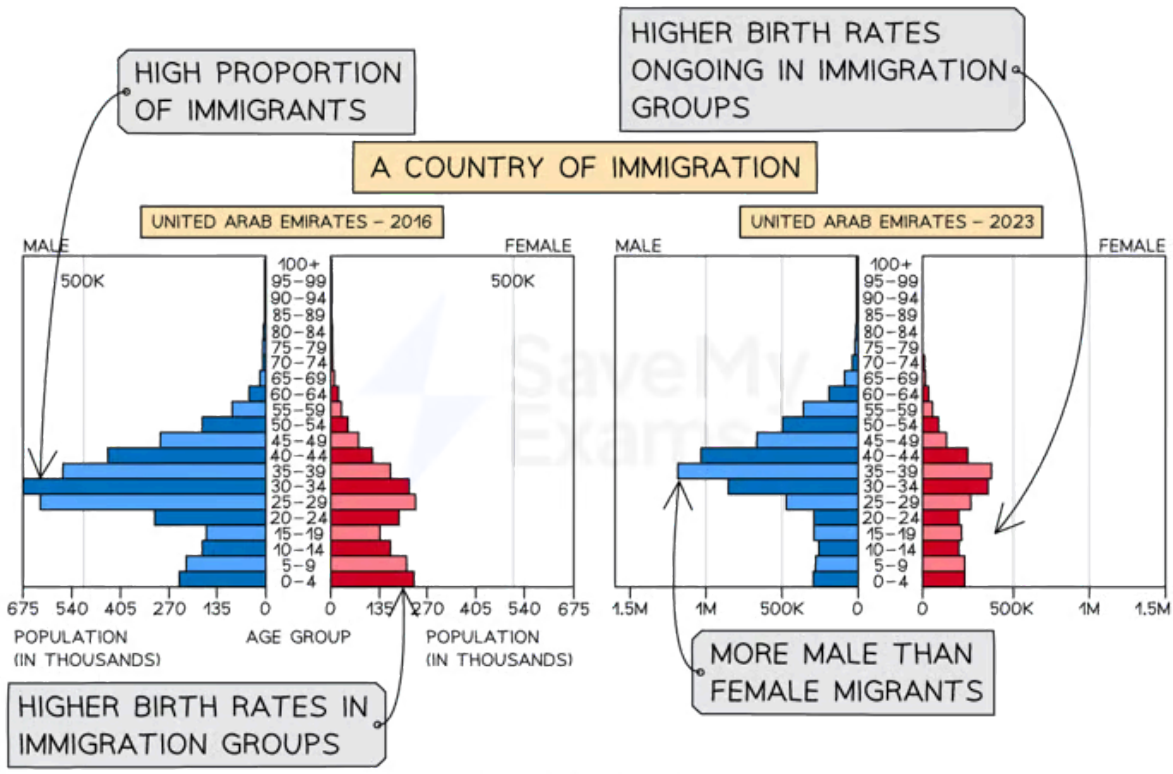 HIGH PROPORTION
OF IMMIGRANTS
HIGHER BIRTH RATES
ONGOING IN IMMIGRATION
GROUPS
A COUNTRY OF IMMIGRATION
UNITED ARAB EMIRATES – 2016
MALE
FEMALE
500K
500K
100+
95–99
90–94
85–89
80–84
75–79
70–74
65–69
60–64
55–59
50–54
45–49
40–44
35–39
30–34
25–29
20–24
15–19
10–14
5–9
0–4
675 540 405 270 135 0
0 135 270 405 540 675
POPULATION
(IN THOUSANDS)
AGE GROUP
POPULATION
(IN THOUSANDS)
UNITED ARAB EMIRATES – 2023
MALE
FEMALE
100+
95–99
90–94
85–89
80–84
75–79
70–74
65–69
60–64
55–59
50–54
45–49
40–44
35–39
30–34
25–29
20–24
15–19
10–14
5–9
0–4
1.5M 1M 500K 0
0 500K 1M 1.5M
HIGHER BIRTH RATES IN
IMMIGRATION GROUPS
MORE MALE THAN
FEMALE MIGRANTS
SaveMy
Exams